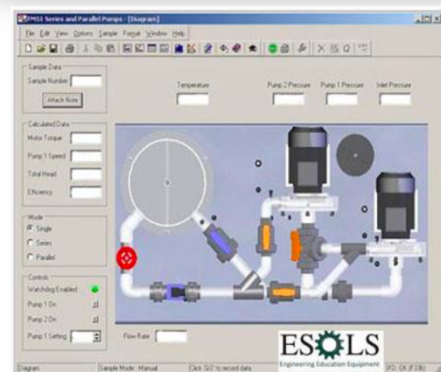 FM51 Series and Parallel Pumps - [Diagram]
File Edit View Options Sample Format Window Help
Sample Data
Sample Number
Attach Note
Temperature
Pump 2 Pressure
Pump 1 Pressure
Inlet Pressure
Calculated Data
Motor Torque
Pump 1 Speed
Total Head
Efficiency
Mode
Single
Series
Parallel
Controls
Watchdog Enabled
Pump 1 On
Pump 2 On
Pump 1 Setting
Flow Rate
ESOLS
Engineering Education Equipment
Diagram
Sample Mode : Manual
Click 'GO' to record data